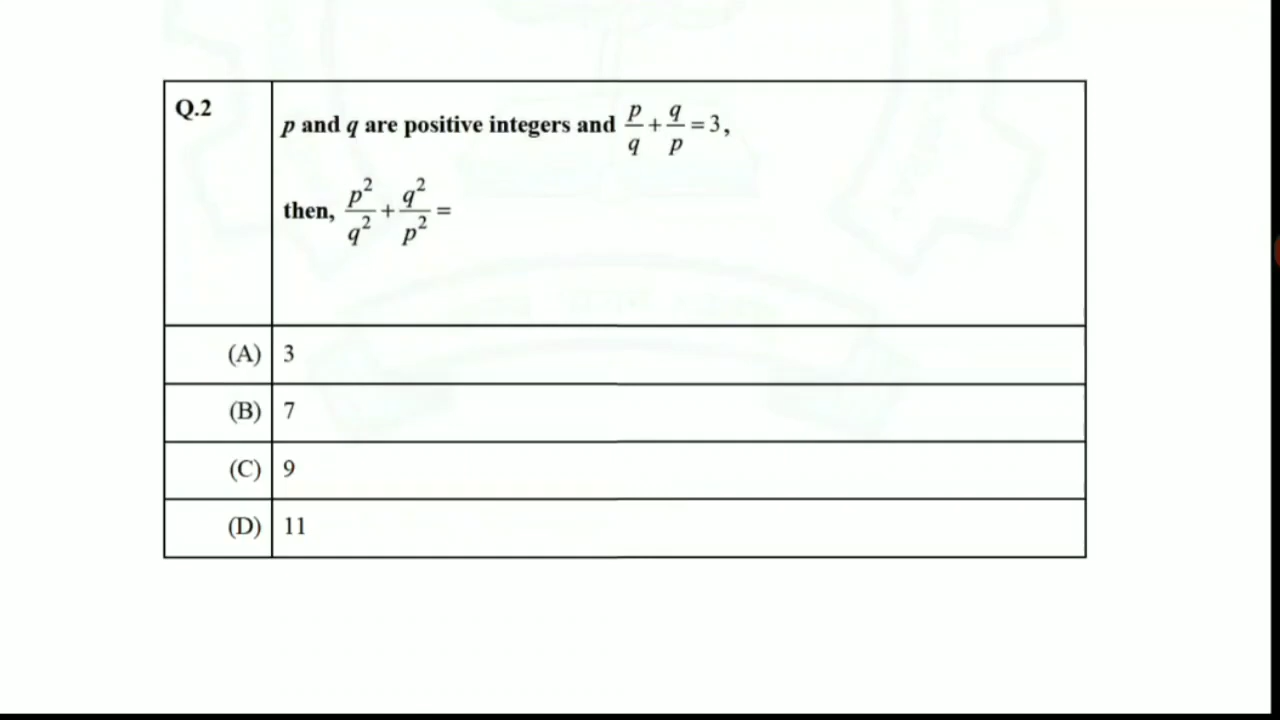 Q.2
p and q are positive integers and p/q + q/p = 3,
then, p²/q² + q²/p² =
(A) 3
(B) 7
(C) 9
(D) 11